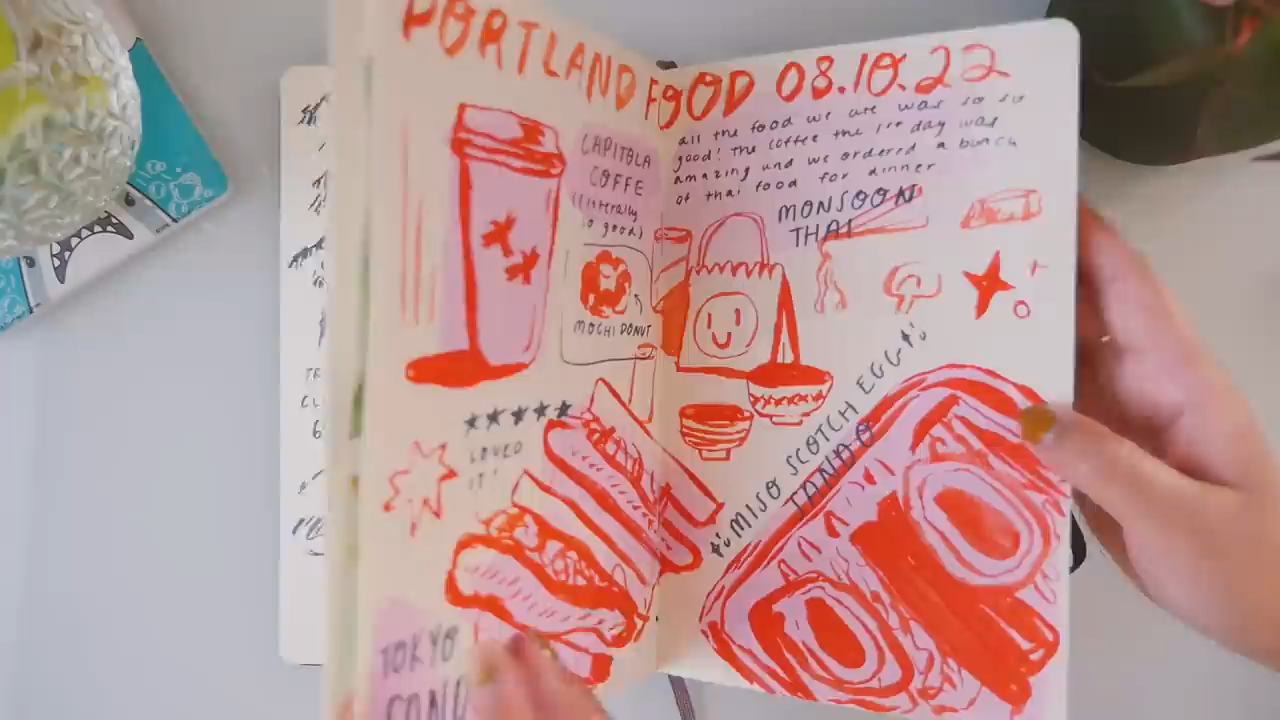 PORTLAND FOOD 08.10.22
CAPITOLA
COFFE
(literally
so good)
MOCHI DONUT
★★★★★
LOVED
IT!
TOKYO
SANDO
all the food we ate was so so
good! The coffee the 1st day was
amazing and we ordered a bunch
of thai food for dinner
MONSOON
THAI
MISO SCOTCH EGG
SANDO